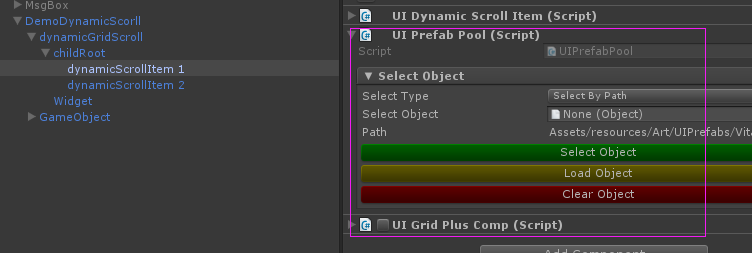 MsgBox
DemoDynamicScorll
dynamicGridScroll
childRoot
dynamicScrollItem 1
dynamicScrollItem 2
Widget
GameObject
UI Dynamic Scroll Item (Script)
UI Prefab Pool (Script)
Script UIPrefabPool
Select Object
Select Type Select By Path
Select Object None (Object)
Path Assets/resources/Art/UIPrefabs/Vita
Select Object
Load Object
Clear Object
UI Grid Plus Comp (Script)
Add Component